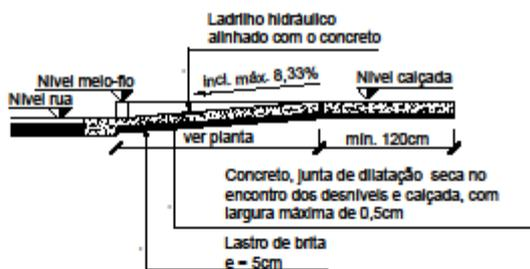 Ladrilho hidráulico
alinhado com o concreto
incl. máx. 8,33%
Nível meio-fio
Nível calçada
Nível rua
ver planta
mín. 120cm
Concreto, junta de dilatação seca no
encontro dos desníveis e calçada, com
largura máxima de 0,5cm
Lastro de brita
e = 5cm